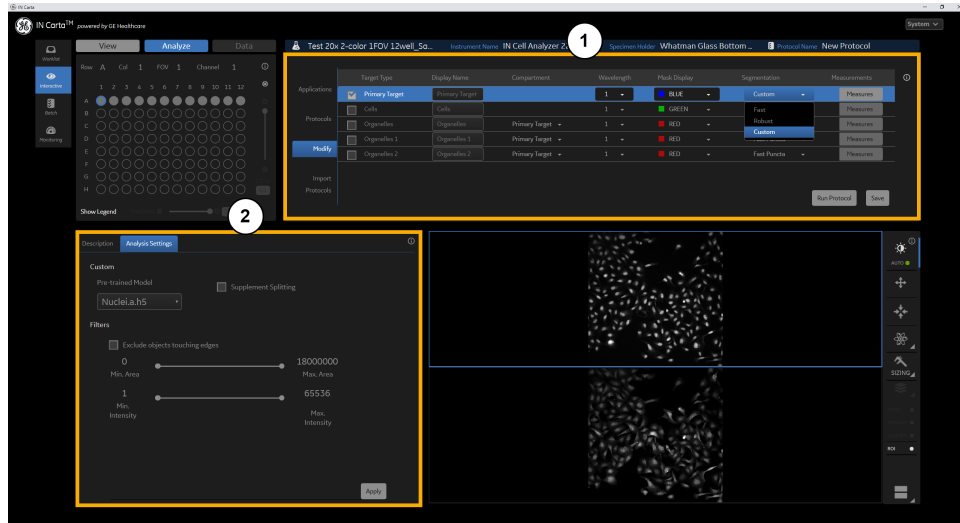 IN Carta
IN Carta™ powered by GE Healthcare
System
Worklist
Interactive
Batch
Monitoring
View Analyze Data
Row A Col 1 FOV 1 Channel 1
1 2 3 4 5 6 7 8 9 10 11 12
A
B
C
D
E
F
G
H
Show Legend
Test 20x 2-color 1FOV 12well_Sa... Instrument Name IN Cell Analyzer 22 Specimen Holder Whatman Glass Bottom ... Protocol Name New Protocol
1
Applications
Protocols
Modify
Import
Protocols
Target Type Display Name Compartment Wavelength Mask Display Segmentation Measurements
Primary Target Primary Target 1 BLUE Custom Measures
Cells Cells 1 GREEN Measures
Organelles Organelles Primary Target 1 RED Measures
Organelles 1 Organelles 1 Primary Target 1 RED Measures
Organelles 2 Organelles 2 Primary Target 1 RED Fast Puncta Measures
Fast
Robust
Custom
Run Protocol Save
2
Description Analysis Settings
Custom
Pre-trained Model
Nuclei.a.h5
Supplement Splitting
Filters
Exclude objects touching edges
0 18000000
Min. Area Max. Area
1 65536
Min. Intensity Max. Intensity
Apply
AUTO
SIZING
ROI